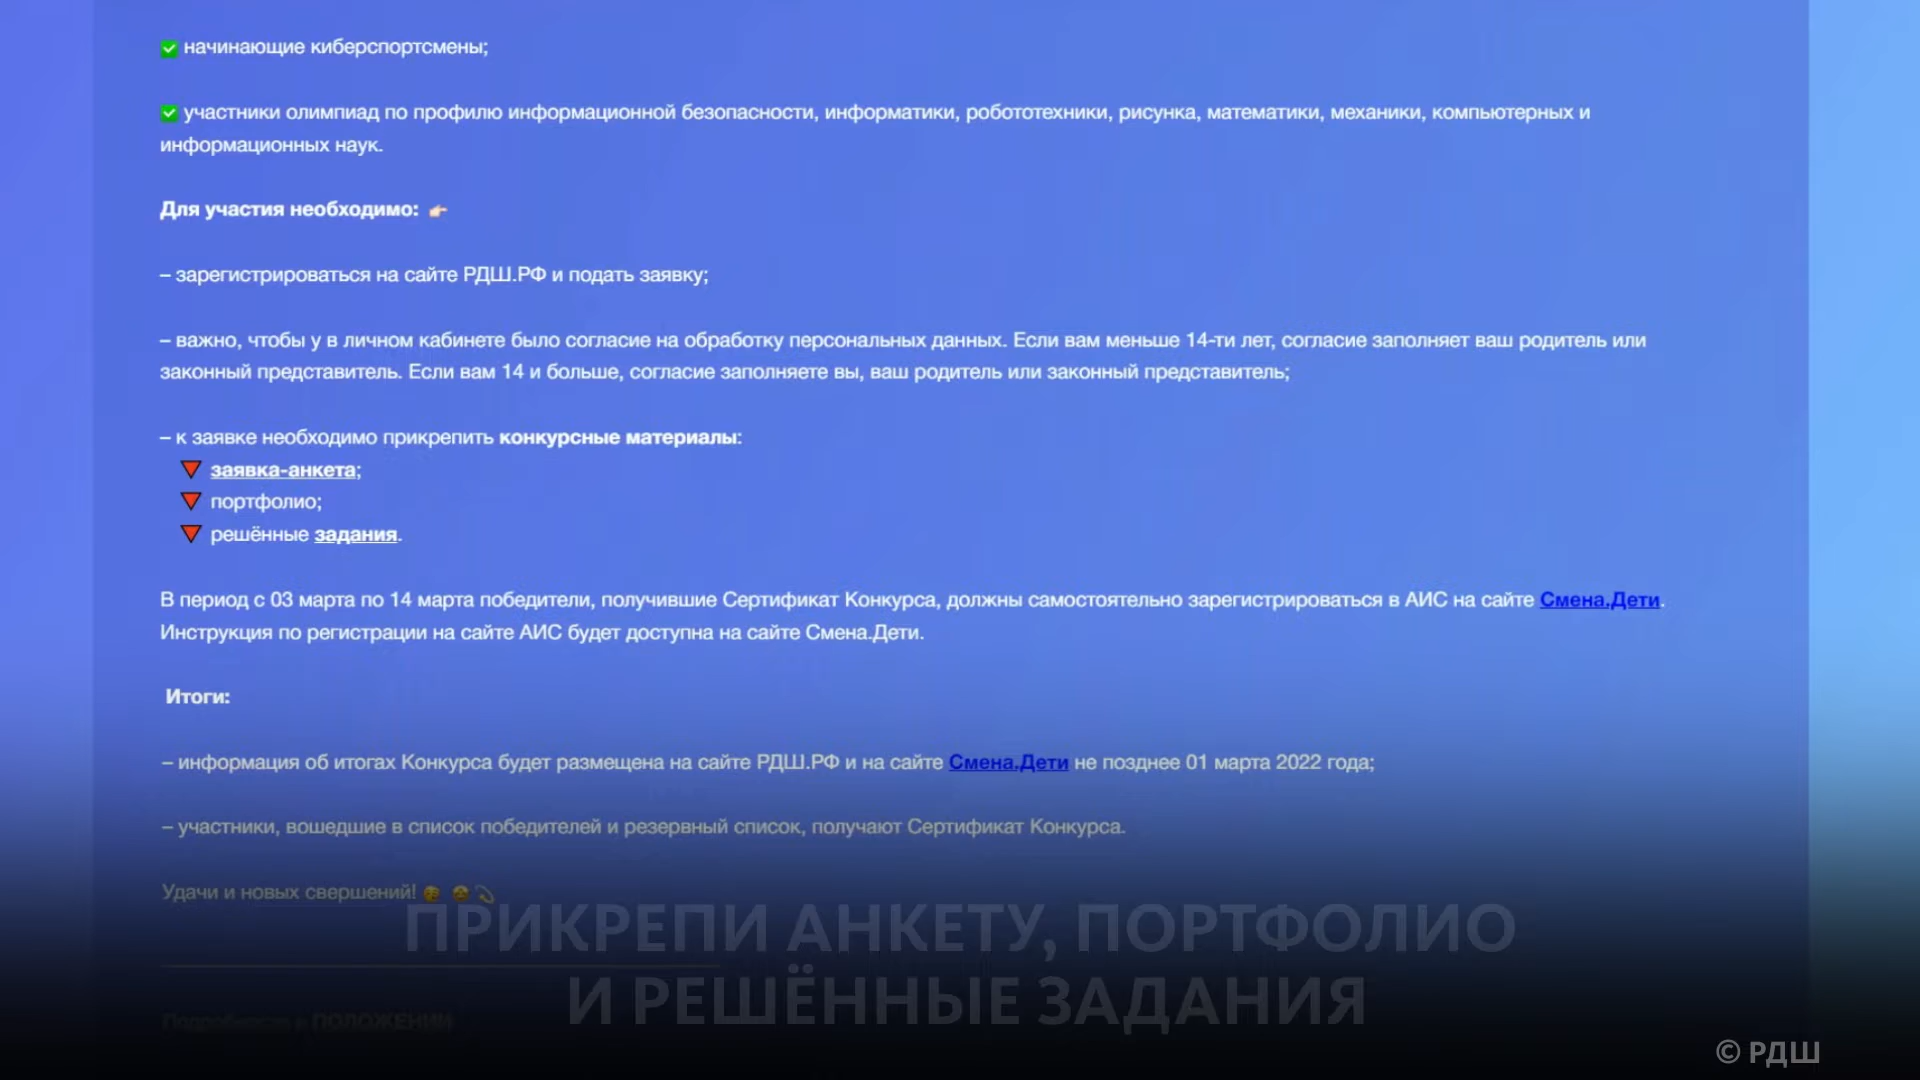 начинающие киберспортсмены;
участники олимпиад по профилю информационной безопасности, информатики, робототехники, рисунка, математики, механики, компьютерных и
информационных наук.
Для участия необходимо:
– зарегистрироваться на сайте РДШ.РФ и подать заявку;
– важно, чтобы у в личном кабинете было согласие на обработку персональных данных. Если вам меньше 14-ти лет, согласие заполняет ваш родитель или
законный представитель. Если вам 14 и больше, согласие заполняете вы, ваш родитель или законный представитель;
– к заявке необходимо прикрепить конкурсные материалы:
заявка-анкета;
портфолио;
решённые задания.
В период с 03 марта по 14 марта победители, получившие Сертификат Конкурса, должны самостоятельно зарегистрироваться в АИС на сайте Смена.Дети.
Инструкция по регистрации на сайте АИС будет доступна на сайте Смена.Дети.
Итоги:
– информация об итогах Конкурса будет размещена на сайте РДШ.РФ и на сайте Смена.Дети не позднее 01 марта 2022 года;
– участники, вошедшие в список победителей и резервный список, получают Сертификат Конкурса.
Удачи и новых свершений!
ПРИКРЕПИ АНКЕТУ, ПОРТФОЛИО
И РЕШЁННЫЕ ЗАДАНИЯ
Подробности в ПОЛОЖЕНИИ
© РДШ